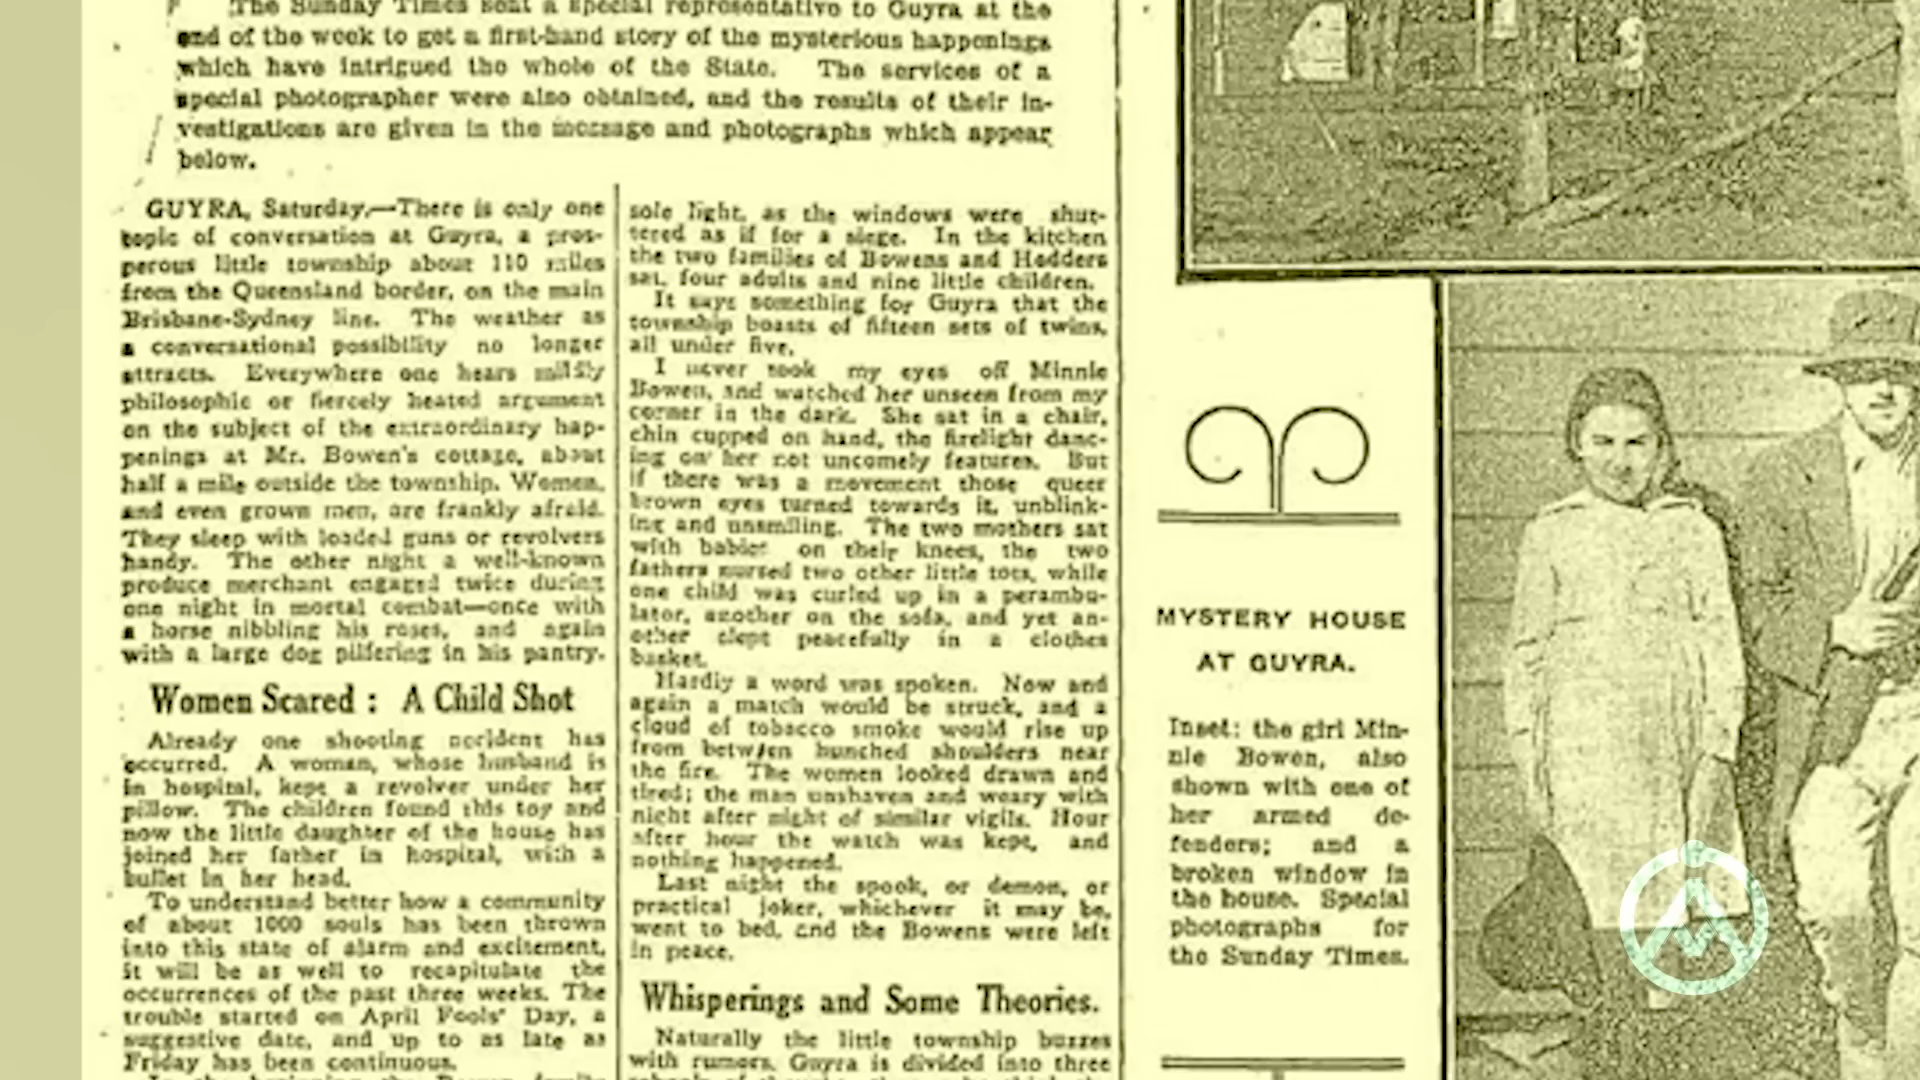 The Sunday Times sent a special representative to Guyra at the
end of the week to get a first-hand story of the mysterious happenings
which have intrigued the whole of the State. The services of a
special photographer were also obtained, and the results of their in-
vestigations are given in the message and photographs which appear
below.
GUYRA, Saturday.—There is only one
topic of conversation at Guyra, a pros-
perous little township about 110 miles
from the Queensland border, on the main
Brisbane-Sydney line. The weather as
a conversational possibility no longer
attracts. Everywhere one hears mildly
philosophic or fiercely heated argument
on the subject of the extraordinary hap-
penings at Mr. Bowen's cottage, about
half a mile outside the township. Women,
and even grown men, are frankly afraid.
They sleep with loaded guns or revolvers
handy. The other night a well-known
produce merchant engaged twice during
one night in mortal combat—once with
a horse nibbling his roses, and again
with a large dog pilfering in his pantry.
Women Scared : A Child Shot
Already one shooting accident has
occurred. A woman, whose husband is
in hospital, kept a revolver under her
pillow. The children found this toy and
now the little daughter of the house has
joined her father in hospital, with a
bullet in her head.
To understand better how a community
of about 1000 souls has been thrown
into this state of alarm and excitement,
it will be as well to recapitulate the
occurrences of the past three weeks. The
trouble started on April Fools' Day, a
suggestive date, and up to as late as
Friday has been continuous.
sole light, as the windows were shut-
tered as if for a siege. In the kitchen
the two families of Bowens and Hodders
sat, four adults and nine little children.
It says something for Guyra that the
township boasts of fifteen sets of twins,
all under five.
I never took my eyes off Minnie
Bowen, and watched her unseen from my
corner in the dark. She sat in a chair,
chin cupped on hand, the firelight danc-
ing on her not uncomely features. But
if there was a movement those queer
brown eyes turned towards it, unblink-
ing and unsmiling. The two mothers sat
with babies on their knees, the two
fathers nursed two other little tots, while
one child was curled up in a perambu-
lator, another on the sofa, and yet an-
other slept peacefully in a clothes
basket.
Hardly a word was spoken. Now and
again a match would be struck, and a
cloud of tobacco smoke would rise up
from between hunched shoulders near
the fire. The women looked drawn and
tired; the man unshaven and weary with
night after night of similar vigils. Hour
after hour the watch was kept, and
nothing happened.
Last night the spook, or demon, or
practical joker, whichever it may be,
went to bed, and the Bowens were left
in peace.
Whisperings and Some Theories.
Naturally the little township buzzes
with rumors. Guyra is divided into three
MYSTERY HOUSE
AT GUYRA.
Inset: the girl Min-
nie Bowen, also
shown with one of
her armed de-
fenders; and a
broken window in
the house. Special
photographs for
the Sunday Times.